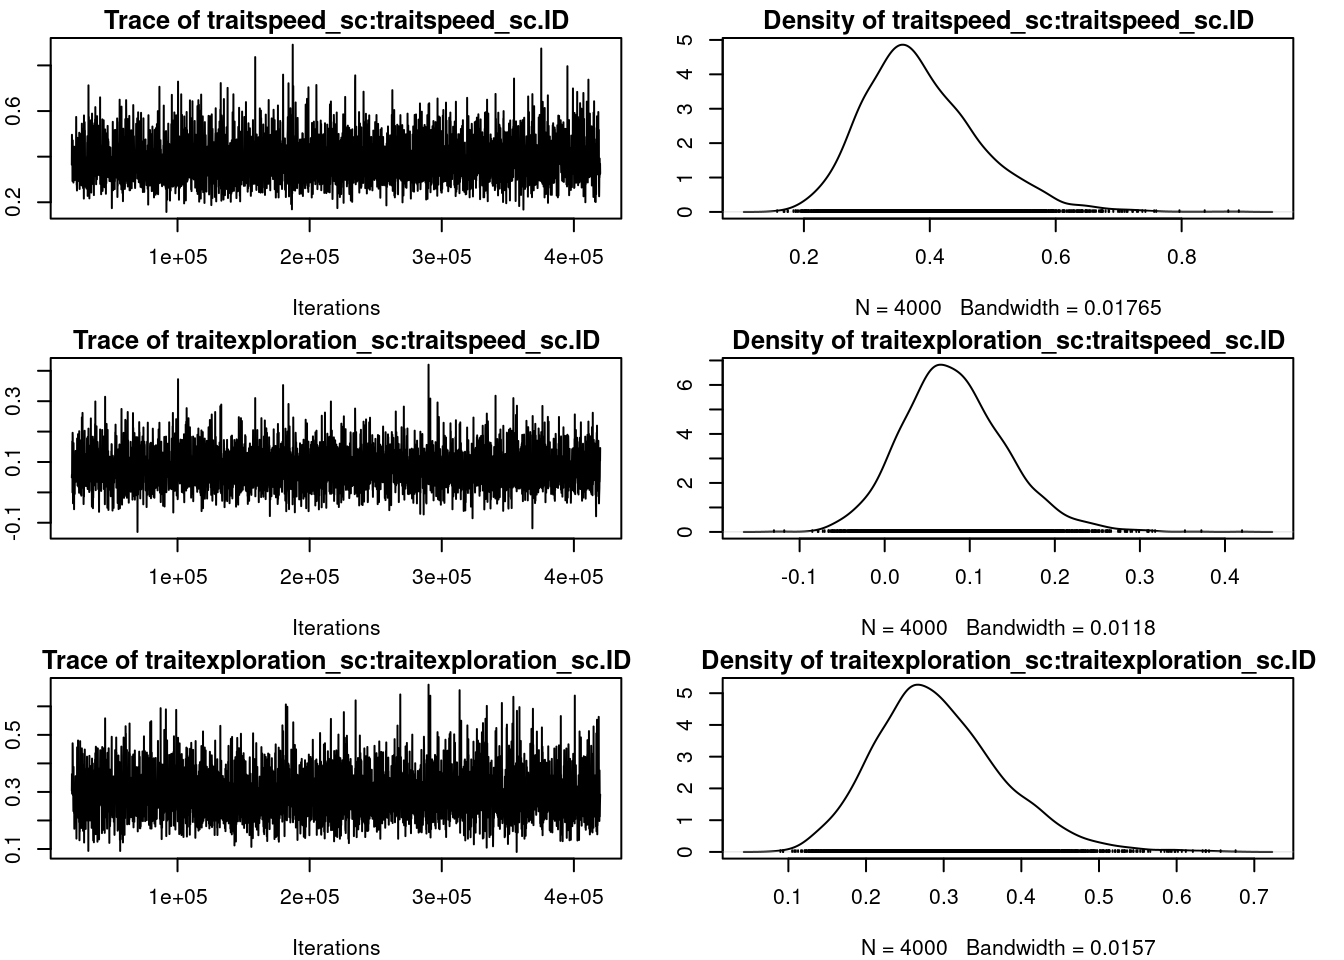 Trace of traitspeed_sc:traitspeed_sc.ID
0.2 0.6
1e+05 2e+05 3e+05 4e+05
Iterations
Density of traitspeed_sc:traitspeed_sc.ID
0 1 2 3 4 5
0.2 0.4 0.6 0.8
N = 4000 Bandwidth = 0.01765
Trace of traitexploration_sc:traitspeed_sc.ID
-0.1 0.1 0.3
1e+05 2e+05 3e+05 4e+05
Iterations
Density of traitexploration_sc:traitspeed_sc.ID
0 2 4 6
-0.1 0.0 0.1 0.2 0.3 0.4
N = 4000 Bandwidth = 0.0118
Trace of traitexploration_sc:traitexploration_sc.ID
0.1 0.3 0.5
1e+05 2e+05 3e+05 4e+05
Iterations
Density of traitexploration_sc:traitexploration_sc.ID
0 1 2 3 4 5
0.1 0.2 0.3 0.4 0.5 0.6 0.7
N = 4000 Bandwidth = 0.0157